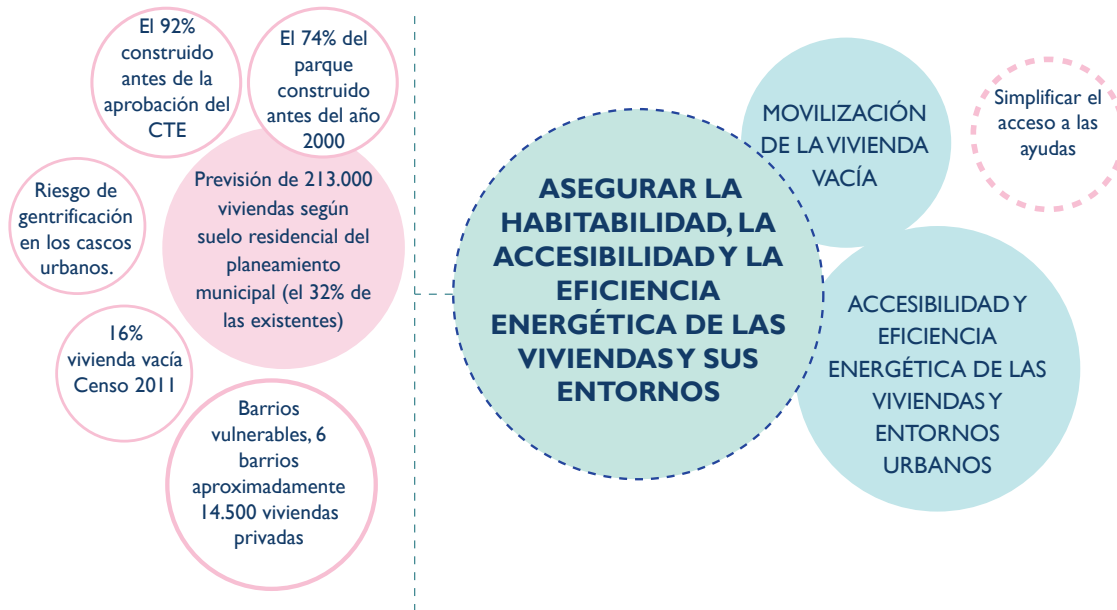 El 92%
construido
antes de la
aprobación del
CTE
El 74% del
parque
construido
antes del año
2000
Previsión de 213.000
viviendas según
suelo residencial del
planeamiento
municipal (el 32% de
las existentes)
Riesgo de
gentrificación
en los cascos
urbanos.
16%
vivienda vacía
Censo 2011
Barrios
vulnerables, 6
barrios
aproximadamente
14.500 viviendas
privadas
ASEGURAR LA
HABITABILIDAD, LA
ACCESIBILIDAD Y LA
EFICIENCIA
ENERGÉTICA DE LAS
VIVIENDAS Y SUS
ENTORNOS
MOVILIZACIÓN
DE LA VIVIENDA
VACÍA
Simplificar el
acceso a las
ayudas
ACCESIBILIDAD Y
EFICIENCIA
ENERGÉTICA DE LAS
VIVIENDAS Y
ENTORNOS
URBANOS